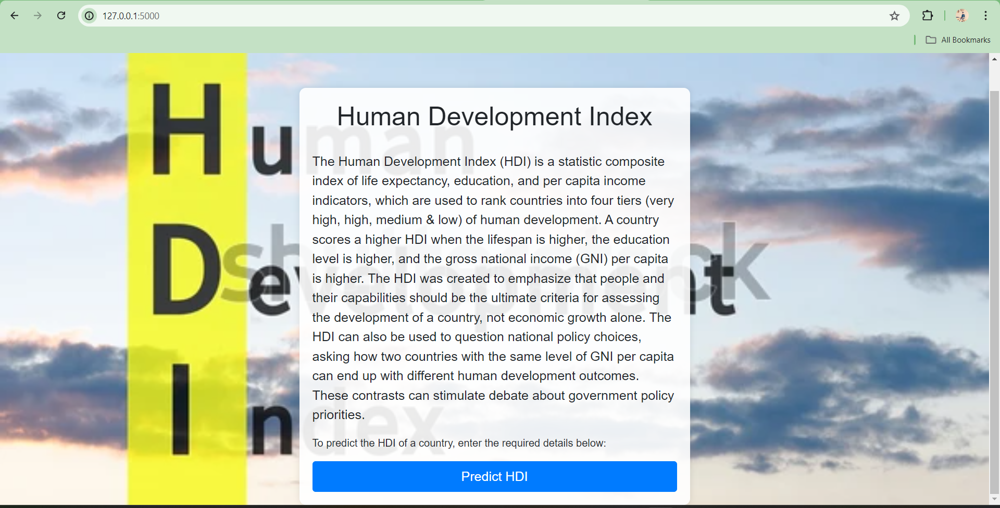 127.0.0.1:5000
All Bookmarks
Human
Development
Index
shutterstock
Human Development Index
The Human Development Index (HDI) is a statistic composite
index of life expectancy, education, and per capita income
indicators, which are used to rank countries into four tiers (very
high, high, medium & low) of human development. A country
scores a higher HDI when the lifespan is higher, the education
level is higher, and the gross national income (GNI) per capita
is higher. The HDI was created to emphasize that people and
their capabilities should be the ultimate criteria for assessing
the development of a country, not economic growth alone. The
HDI can also be used to question national policy choices,
asking how two countries with the same level of GNI per capita
can end up with different human development outcomes.
These contrasts can stimulate debate about government policy
priorities.
To predict the HDI of a country, enter the required details below:
Predict HDI